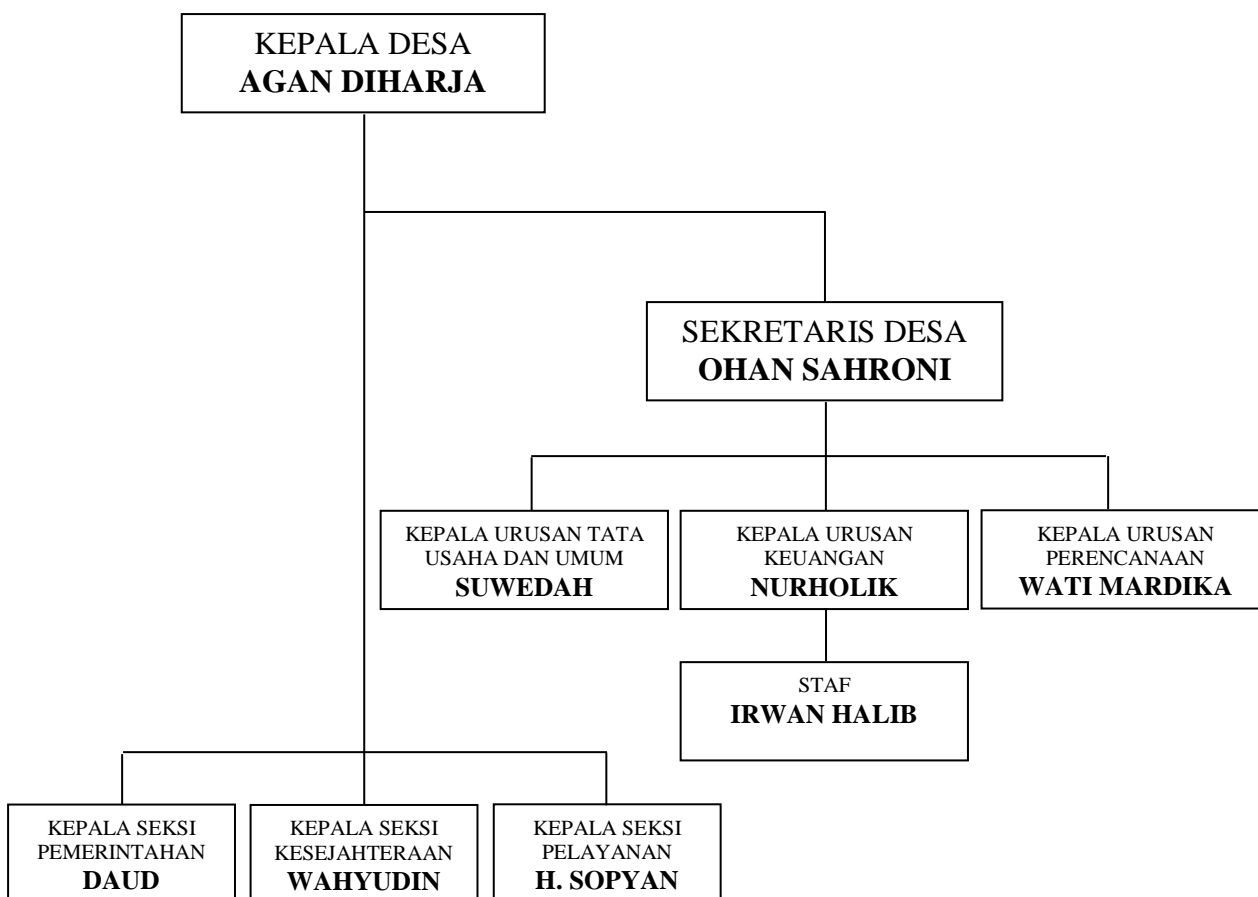 KEPALA DESA
AGAN DIHARJA
SEKRETARIS DESA
OHAN SAHRONI
KEPALA URUSAN TATA
USAHA DAN UMUM
SUWEDAH
KEPALA URUSAN
KEUANGAN
NURHOLIK
KEPALA URUSAN
PERENCANAAN
WATI MARDIKA
STAF
IRWAN HALIB
KEPALA SEKSI
PEMERINTAHAN
DAUD
KEPALA SEKSI
KESEJAHTERAAN
WAHYUDIN
KEPALA SEKSI
PELAYANAN
H. SOPYAN